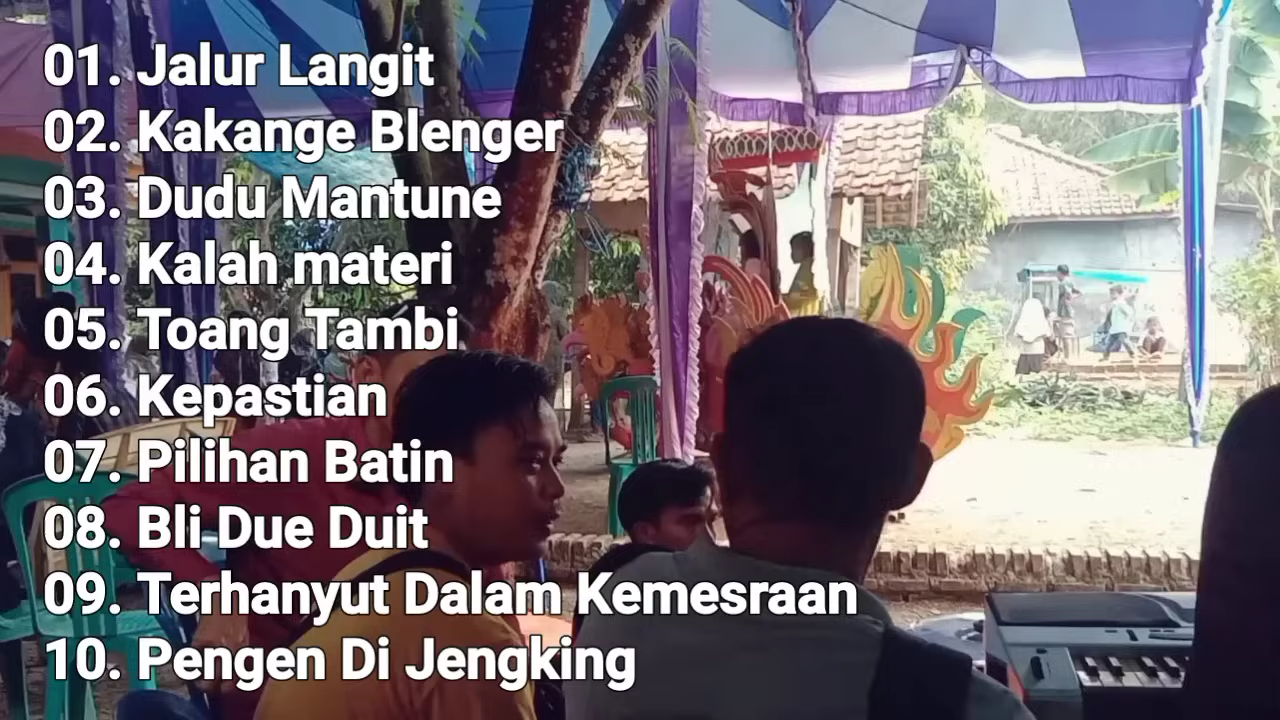 01. Jalur Langit
02. Kakange Blenger
03. Dudu Mantune
04. Kalah materi
05. Toang Tambi
06. Kepastian
07. Pilihan Batin
08. Bli Due Duit
09. Terhanyut Dalam Kemesraan
10. Pengen Di Jengking